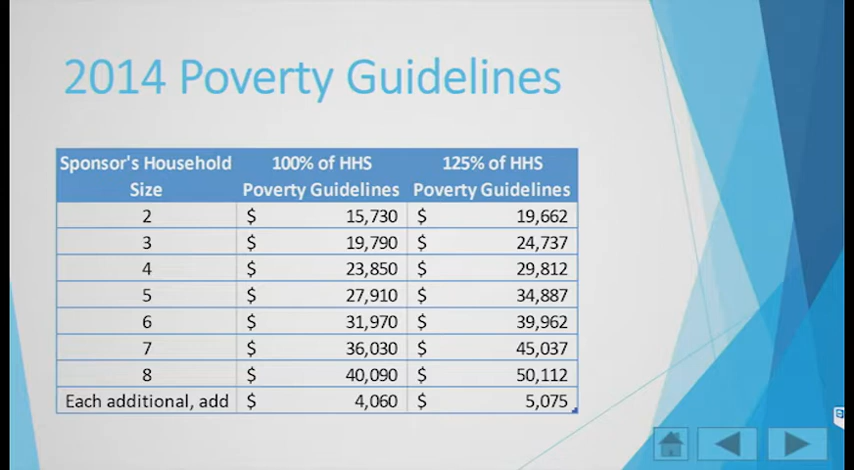 2014 Poverty Guidelines
Sponsor's Household Size 100% of HHS Poverty Guidelines 125% of HHS Poverty Guidelines
2 $ 15,730 $ 19,662
3 $ 19,790 $ 24,737
4 $ 23,850 $ 29,812
5 $ 27,910 $ 34,887
6 $ 31,970 $ 39,962
7 $ 36,030 $ 45,037
8 $ 40,090 $ 50,112
Each additional, add $ 4,060 $ 5,075